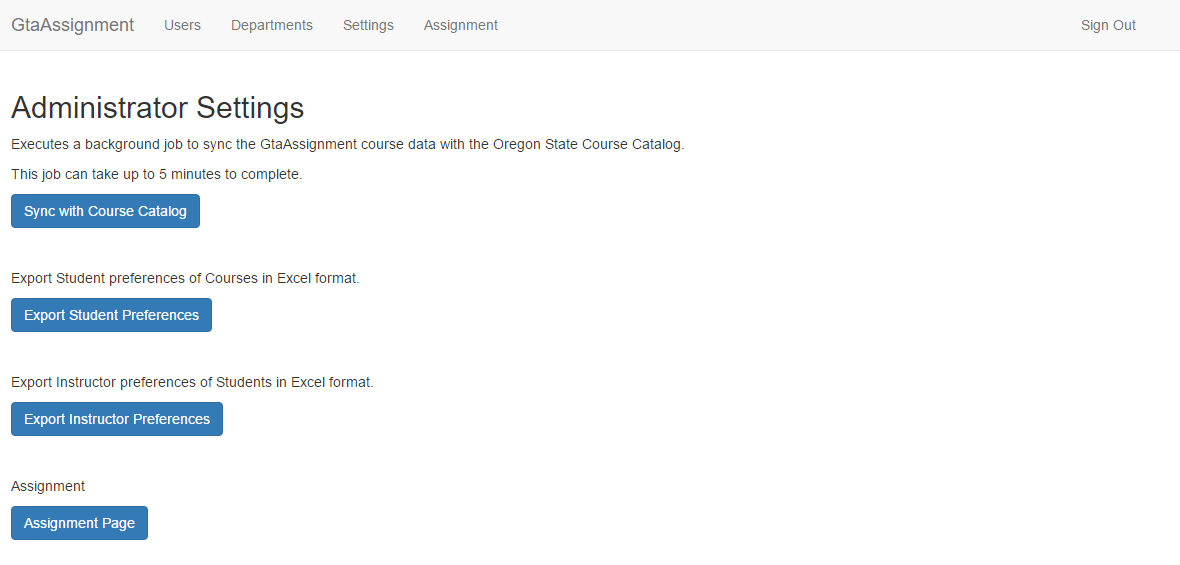 GtaAssignment Users Departments Settings Assignment Sign Out
Administrator Settings
Executes a background job to sync the GtaAssignment course data with the Oregon State Course Catalog.
This job can take up to 5 minutes to complete.
Sync with Course Catalog
Export Student preferences of Courses in Excel format.
Export Student Preferences
Export Instructor preferences of Students in Excel format.
Export Instructor Preferences
Assignment
Assignment Page